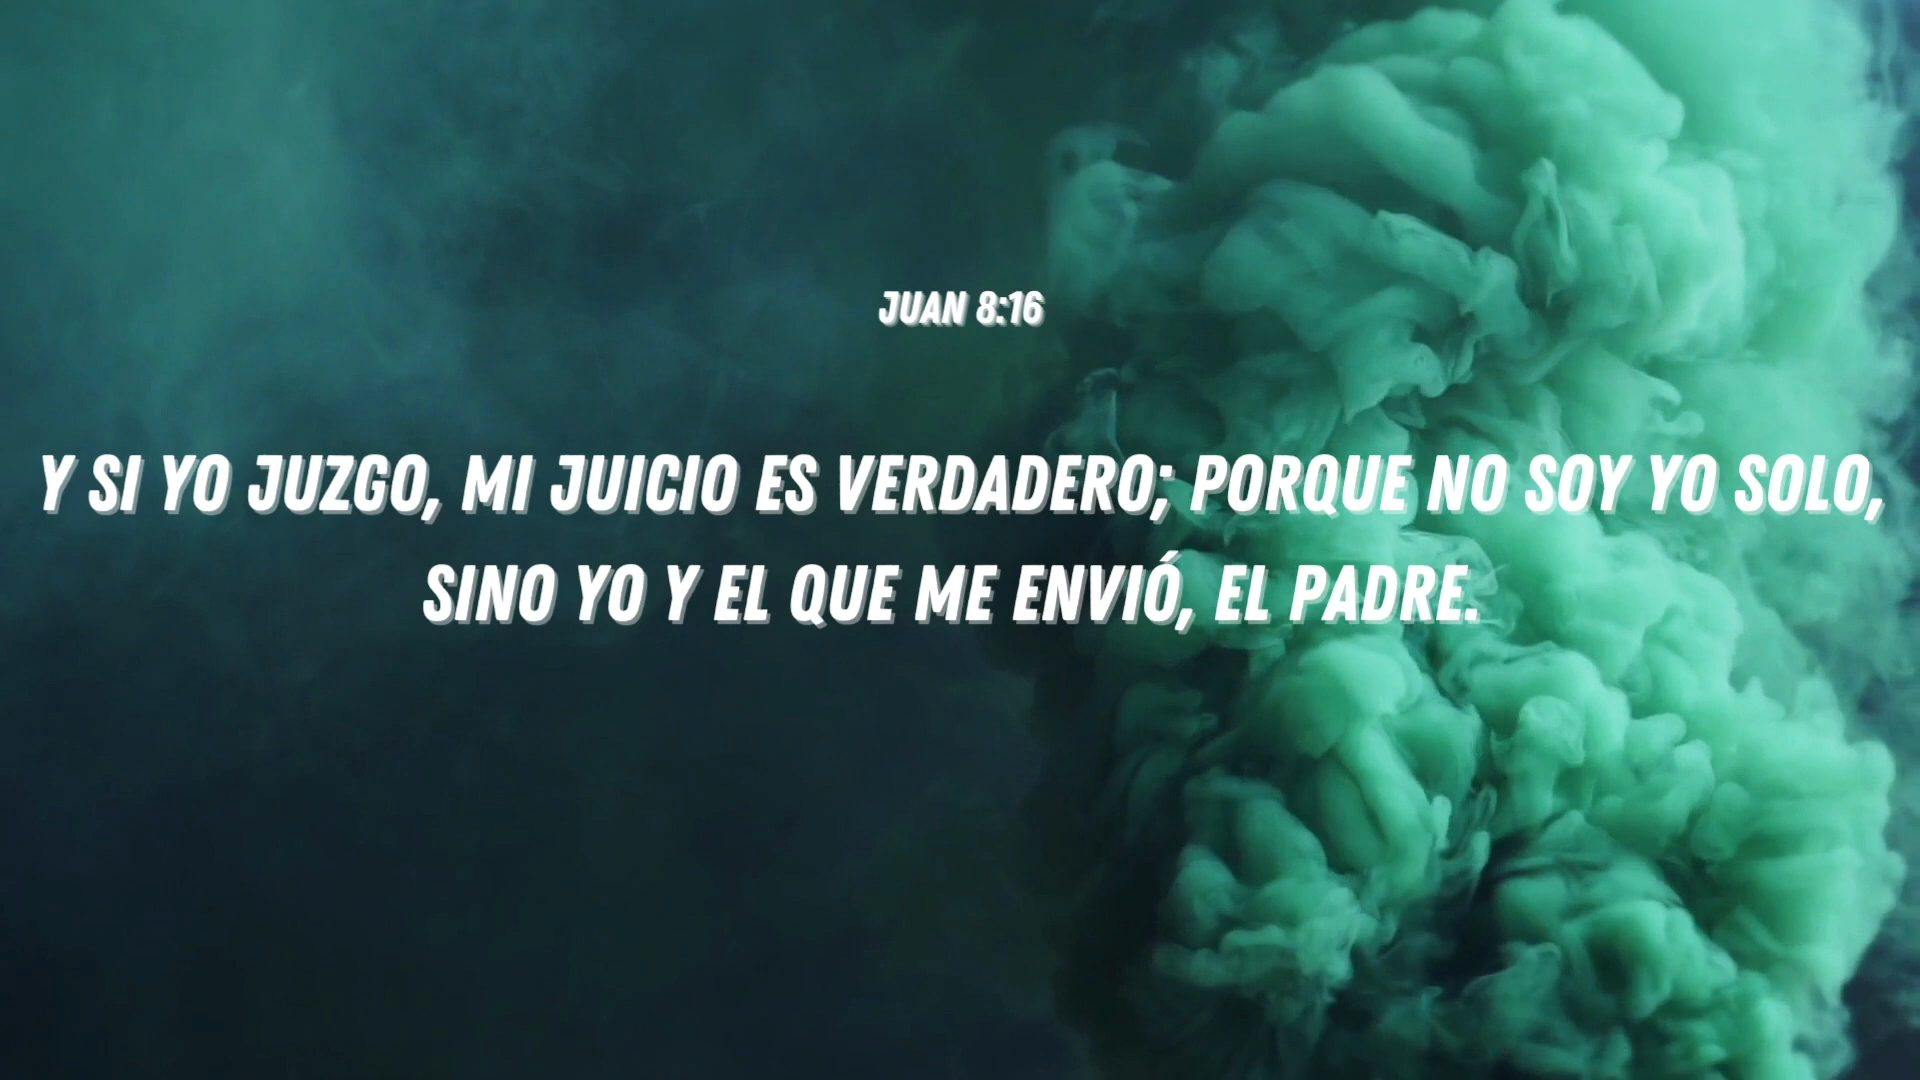 JUAN 8:16
Y SI YO JUZGO, MI JUICIO ES VERDADERO; PORQUE NO SOY YO SOLO,
SINO YO Y EL QUE ME ENVIÓ, EL PADRE.